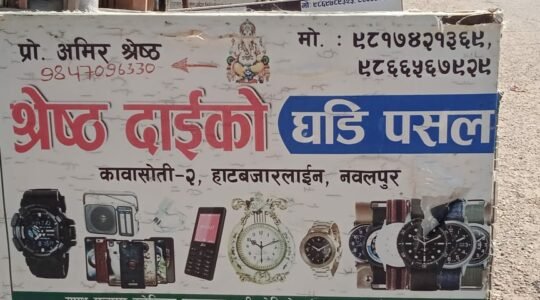 प्रो. अमिर श्रेष्ठ
9847096330
मो. : ९८१७४२१३६९,
९८६६५६७९२९
श्रेष्ठ दाईको घडि पसल
कावासोती-२, हाटबजारलाईन, नवलपुर